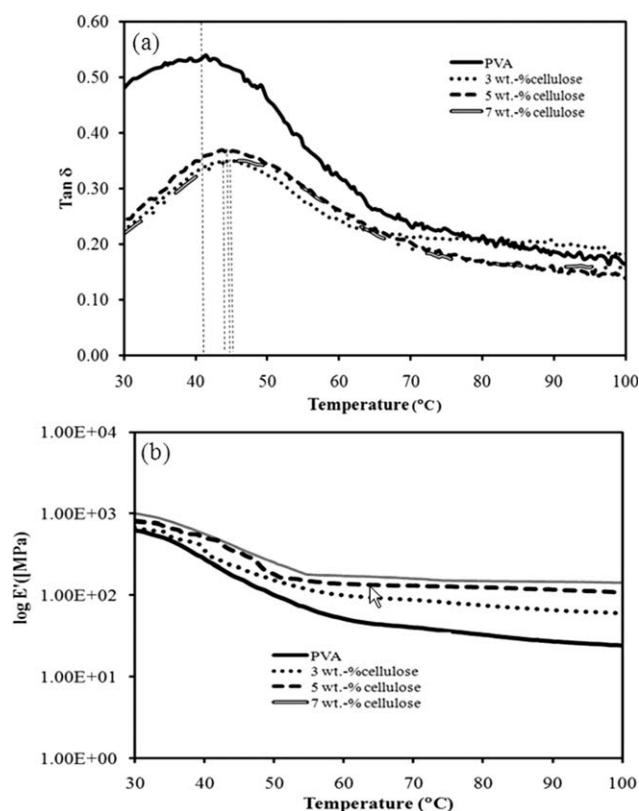 (a)
0.60
0.50
0.40
0.30
0.20
0.10
0.00
Tan δ
PVA
3 wt.-%cellulose
5 wt.-% cellulose
7 wt.-% cellulose
30 40 50 60 70 80 90 100
Temperature (°C)
(b)
1.00E+04
1.00E+03
1.00E+02
1.00E+01
1.00E+00
log E'([MPa)
PVA
3 wt.-%cellulose
5 wt.-% cellulose
7 wt.-% cellulose
30 40 50 60 70 80 90 100
Temperature (°C)